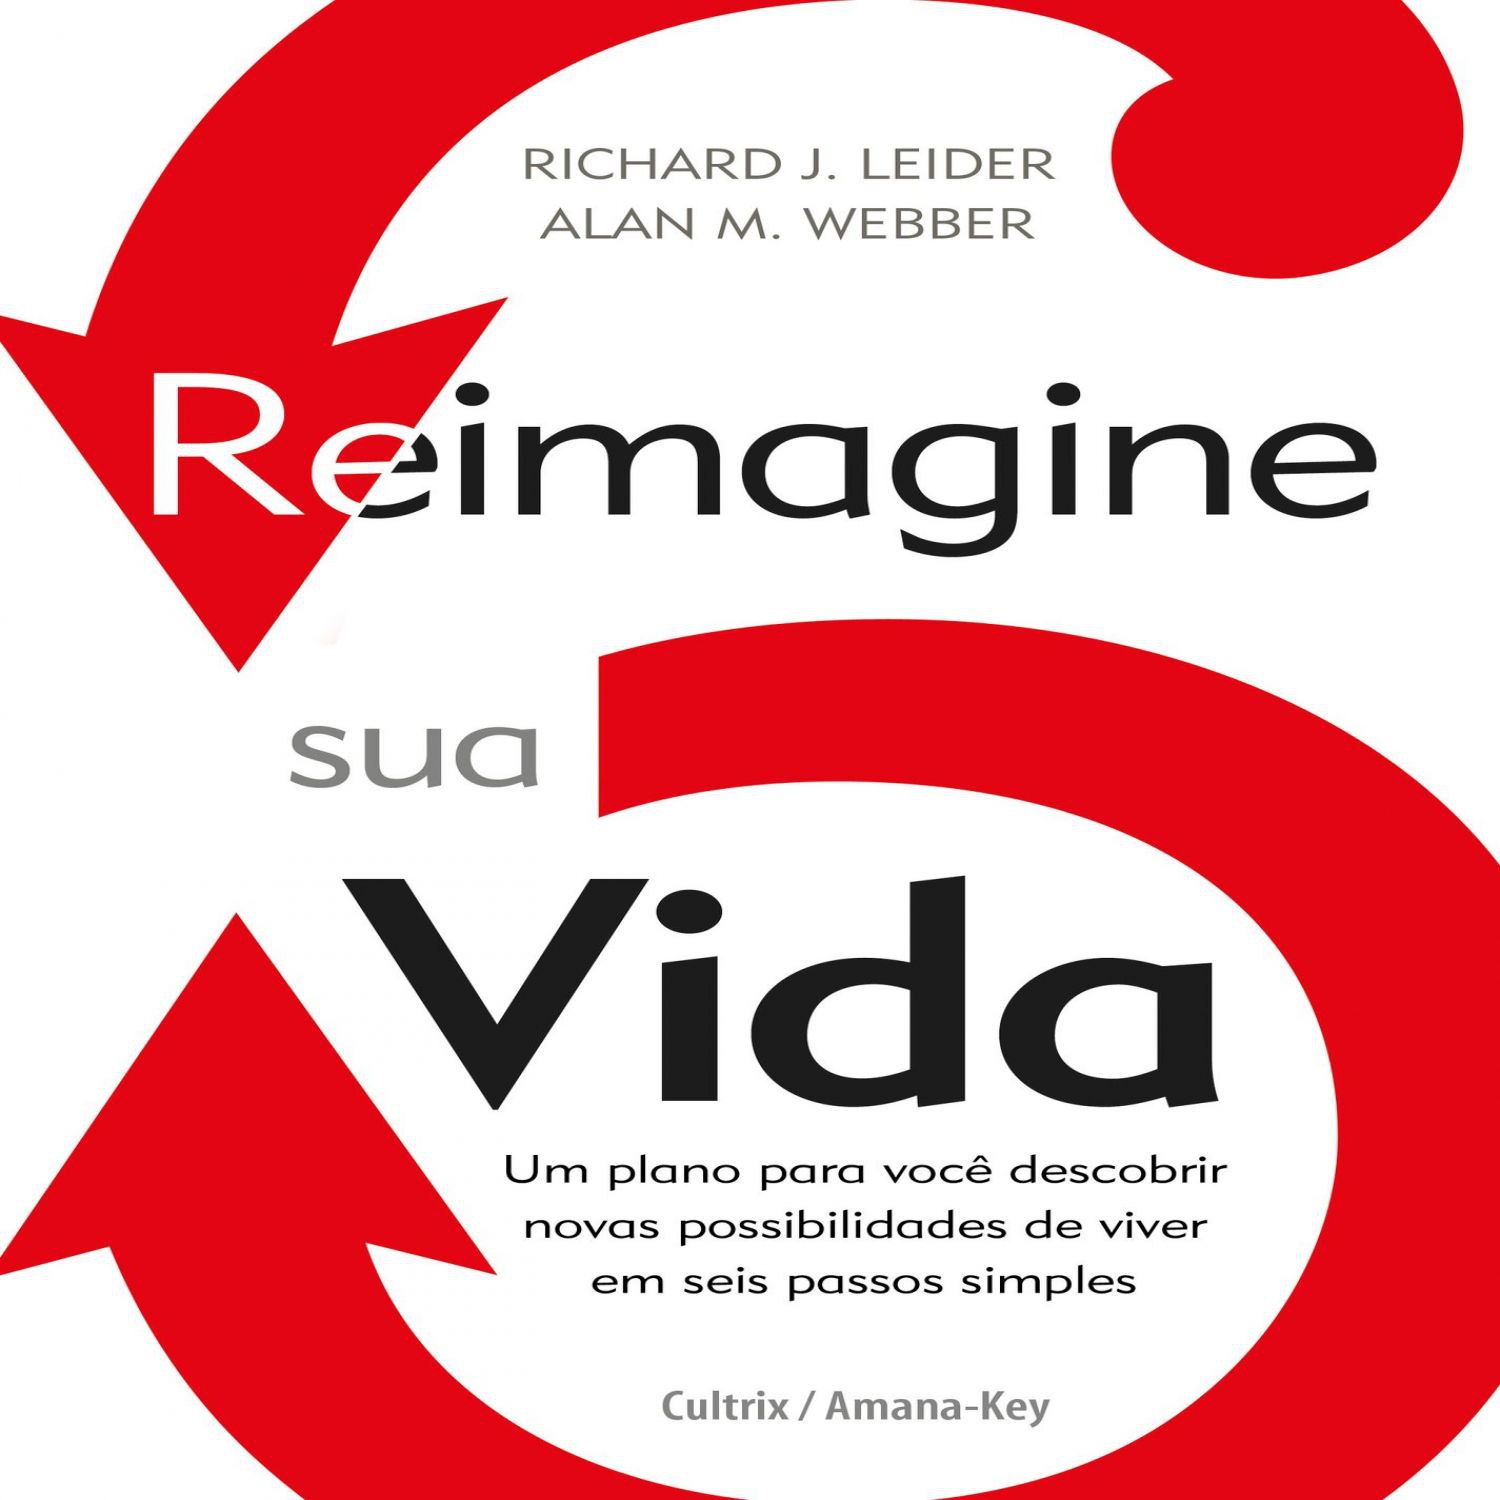 RICHARD J. LEIDER
ALAN M. WEBBER
Reimagine
sua
Vida
Um plano para você descobrir
novas possibilidades de viver
em seis passos simples
Cultrix / Amana-Key